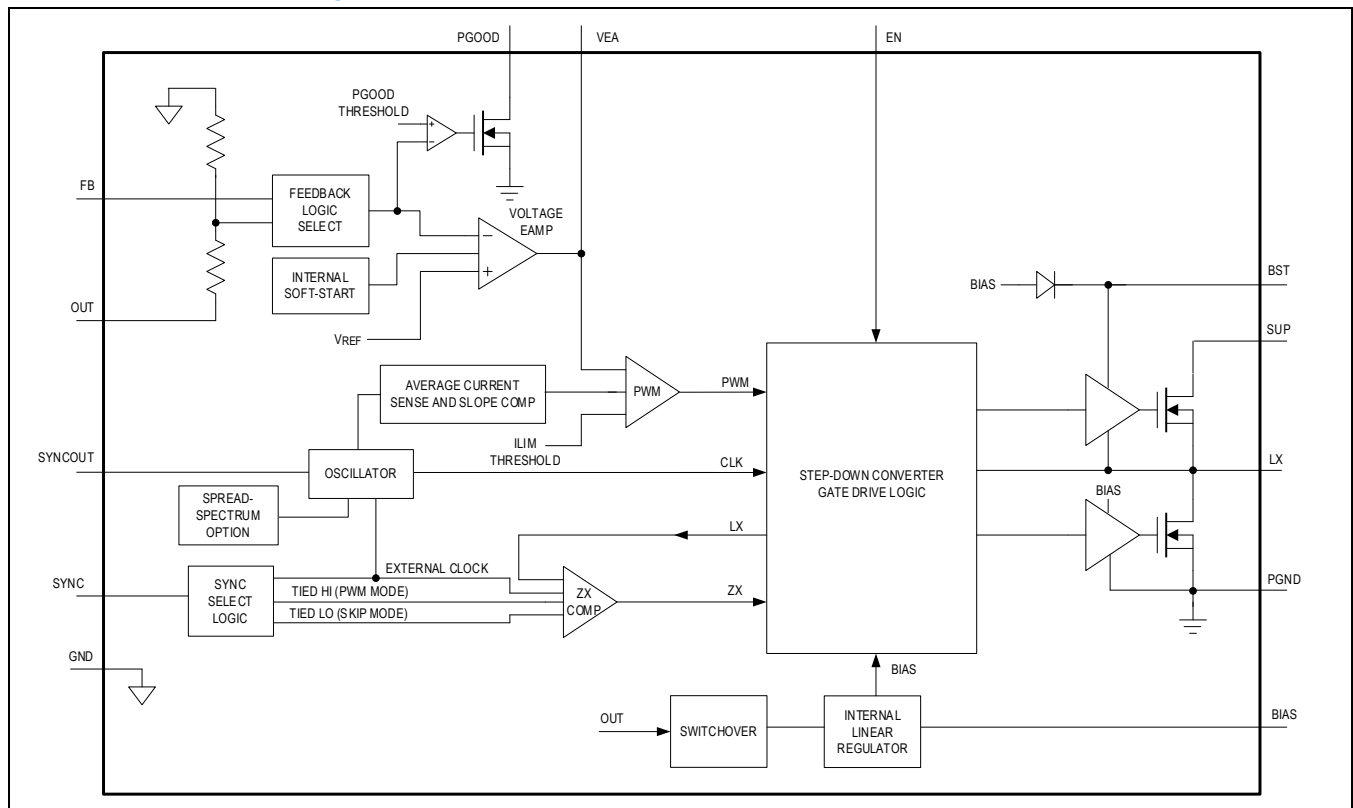 PGOOD
VEA
EN
PGOOD
THRESHOLD
+
−
FB
FEEDBACK
LOGIC
SELECT
VOLTAGE
EAMP
−
+
INTERNAL
SOFT-START
OUT
VREF
BIAS
BST
SUP
AVERAGE CURRENT
SENSE AND SLOPE COMP
PWM
PWM
ILIM
THRESHOLD
SYNCOUT
OSCILLATOR
CLK
STEP-DOWN CONVERTER
GATE DRIVE LOGIC
LX
SPREAD-
SPECTRUM
OPTION
LX
BIAS
SYNC
SYNC
SELECT
LOGIC
EXTERNAL CLOCK
TIED HI (PWM MODE)
TIED LO (SKIP MODE)
ZX
COMP
ZX
PGND
GND
BIAS
OUT
SWITCHOVER
INTERNAL
LINEAR
REGULATOR
BIAS